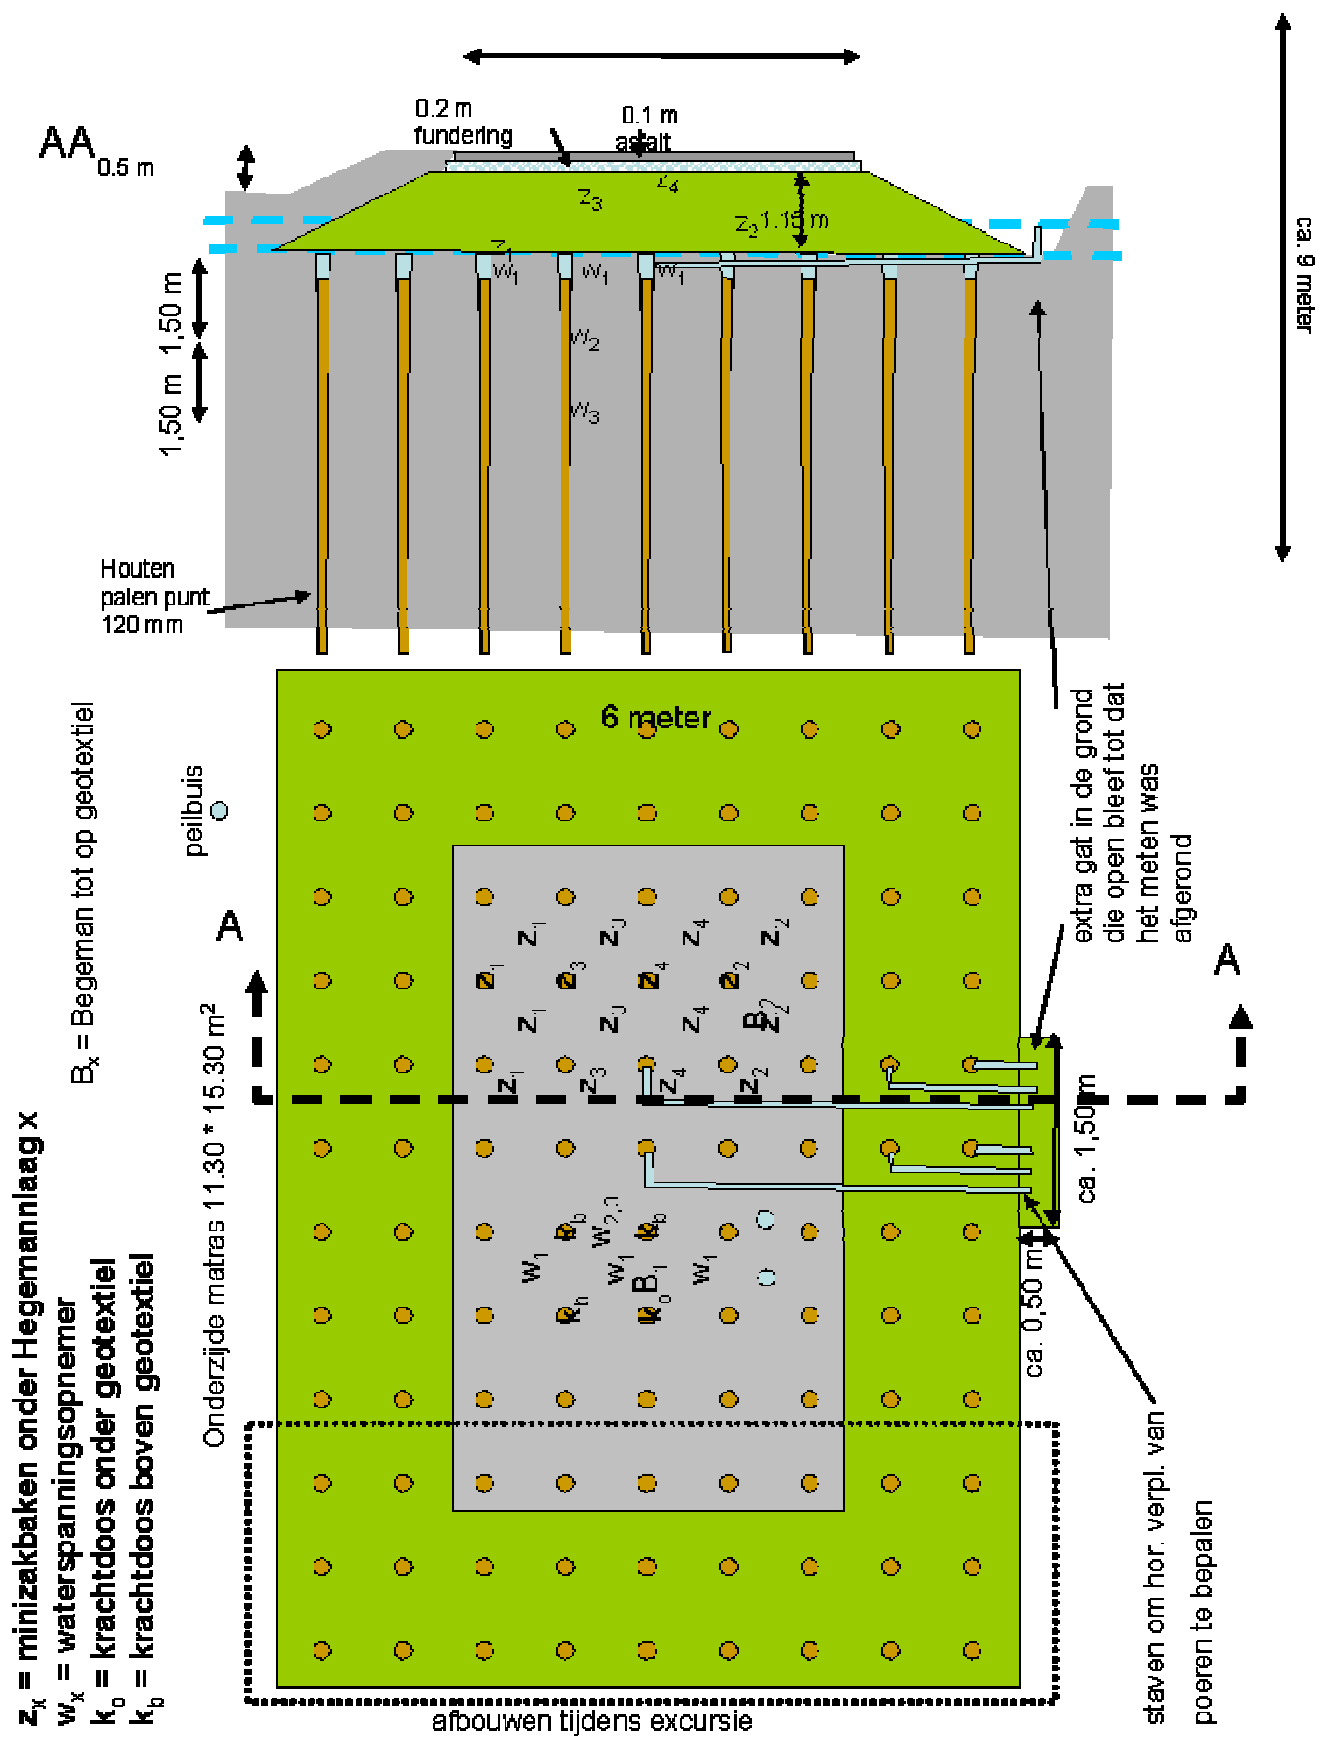 AA
0.5 m
0.2 m
fundering
0.1 m
asfalt
z4
z3
z2 1.15 m
z1
w1
w1
w1
w2
w3
1,50 m
1,50 m
ca. 9 meter
Houten
palen punt
120 mm
6 meter
peilbuis
Bx = Begeman tot op geotextiel
A
A
extra gat in de grond
die open bleef tot dat
het meten was
afgerond
Onderzijde matras 11.30 * 15.30 m²
z1
z4
z2
z1
z3
z4
z2
z1
z4
z2
z1
z3
z4
z2
ca. 1,50m
ca. 0,50 m
kb
w1
w1
B1
w1
ko
zx = minizakbaken onder Hegemannlaag x
wx = waterspanningsopnemer
ko = krachtdoos onder geotextiel
kb = krachtdoos boven geotextiel
staven om hor. verpl. van
poeren te bepalen
afbouwen tijdens excursie